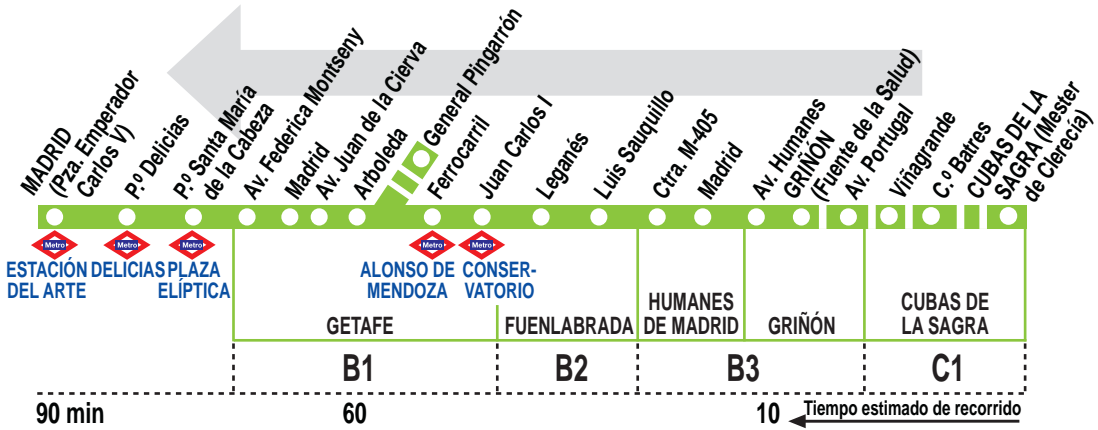 MADRID
(Pza. Emperador
Carlos V)
P.º Delicias
P.º Santa María
de la Cabeza
Av. Federica Montseny
Madrid
Av. Juan de la Cierva
Arboleda
General Pingarrón
Ferrocarril
Juan Carlos I
Leganés
Luis Sauquillo
Ctra. M-405
Madrid
Av. Humanes
GRIÑÓN
(Fuente de la Salud)
Av. Portugal
Viñagrande
C.º Batres
CUBAS DE LA
SAGRA (Mester
de Clerecía)
Metro
Metro
Metro
Metro
Metro
ESTACIÓN
DEL ARTE
DELICIAS
PLAZA
ELÍPTICA
ALONSO DE
MENDOZA
CONSER-
VATORIO
GETAFE
FUENLABRADA
HUMANES
DE MADRID
GRIÑÓN
CUBAS DE
LA SAGRA
B1
B2
B3
C1
90 min
60
10
Tiempo estimado de recorrido